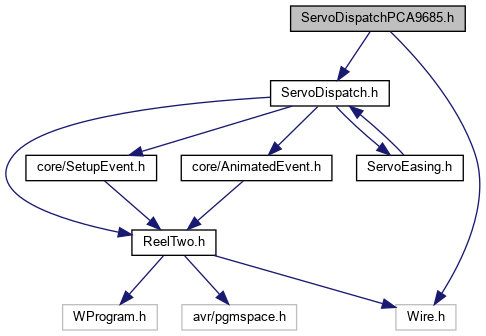 ServoDispatchPCA9685.h
ServoDispatch.h
core/SetupEvent.h
core/AnimatedEvent.h
ServoEasing.h
ReelTwo.h
WProgram.h
avr/pgmspace.h
Wire.h